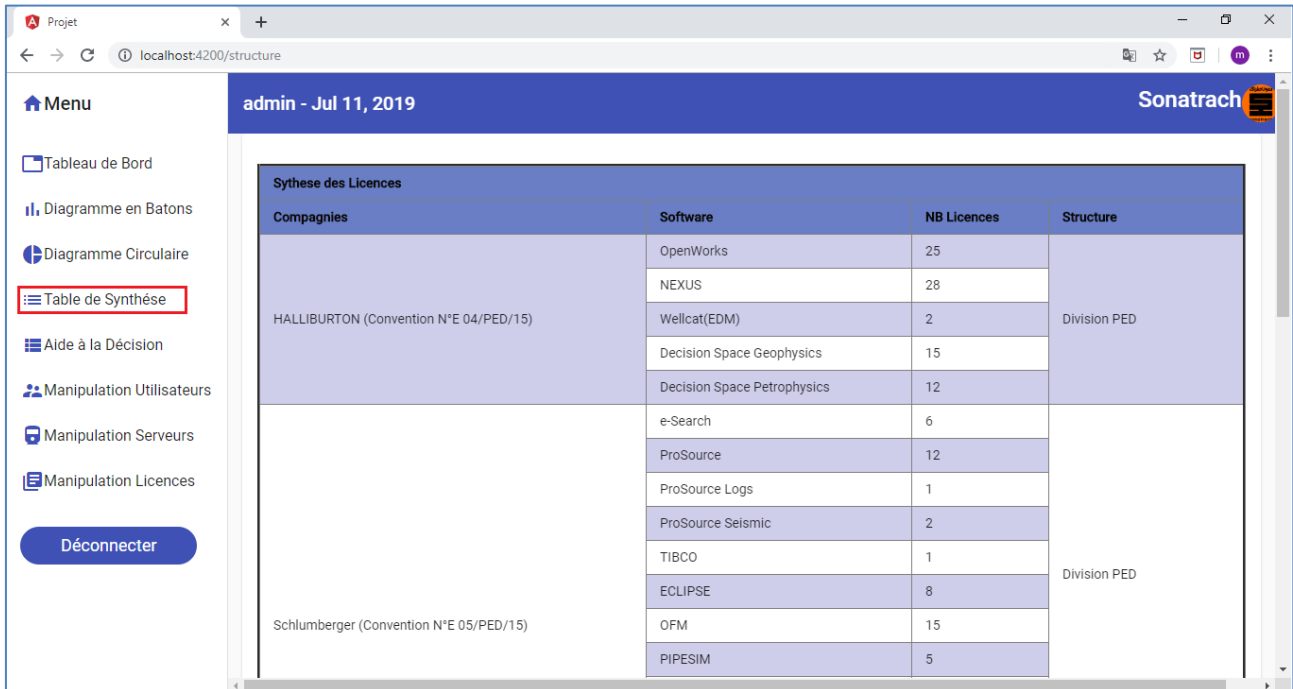 Projet
localhost:4200/structure
m
Menu
admin - Jul 11, 2019
Sonatrach
Tableau de Bord
Diagramme en Batons
Diagramme Circulaire
Table de Synthése
Aide à la Décision
Manipulation Utilisateurs
Manipulation Serveurs
Manipulation Licences
Déconnecter
Sythese des Licences
Compagnies Software NB Licences Structure
HALLIBURTON (Convention N°E 04/PED/15)
OpenWorks 25
NEXUS 28
Wellcat(EDM) 2
Decision Space Geophysics 15
Decision Space Petrophysics 12
Division PED
Schlumberger (Convention N°E 05/PED/15)
e-Search 6
ProSource 12
ProSource Logs 1
ProSource Seismic 2
TIBCO 1
ECLIPSE 8
OFM 15
PIPESIM 5
Division PED